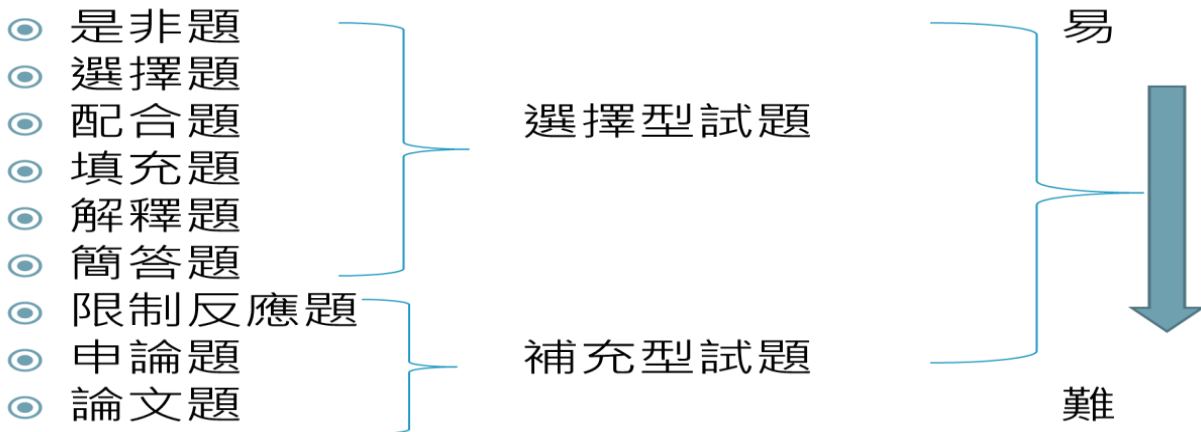 是非題
選擇題
配合題
填充題
解釋題
簡答題
限制反應題
申論題
論文題
選擇型試題
補充型試題
易
難